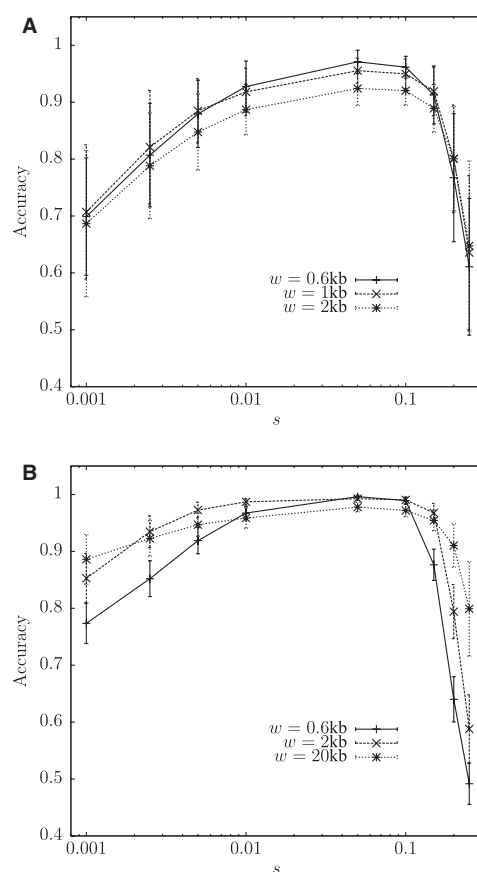 A
1
0.9
0.8
0.7
0.6
0.5
0.4
Accuracy
w = 0.6kb
w = 1kb
w = 2kb
0.001
0.01
0.1
s
B
1
0.9
0.8
0.7
0.6
0.5
0.4
Accuracy
w = 0.6kb
w = 2kb
w = 20kb
0.001
0.01
0.1
s